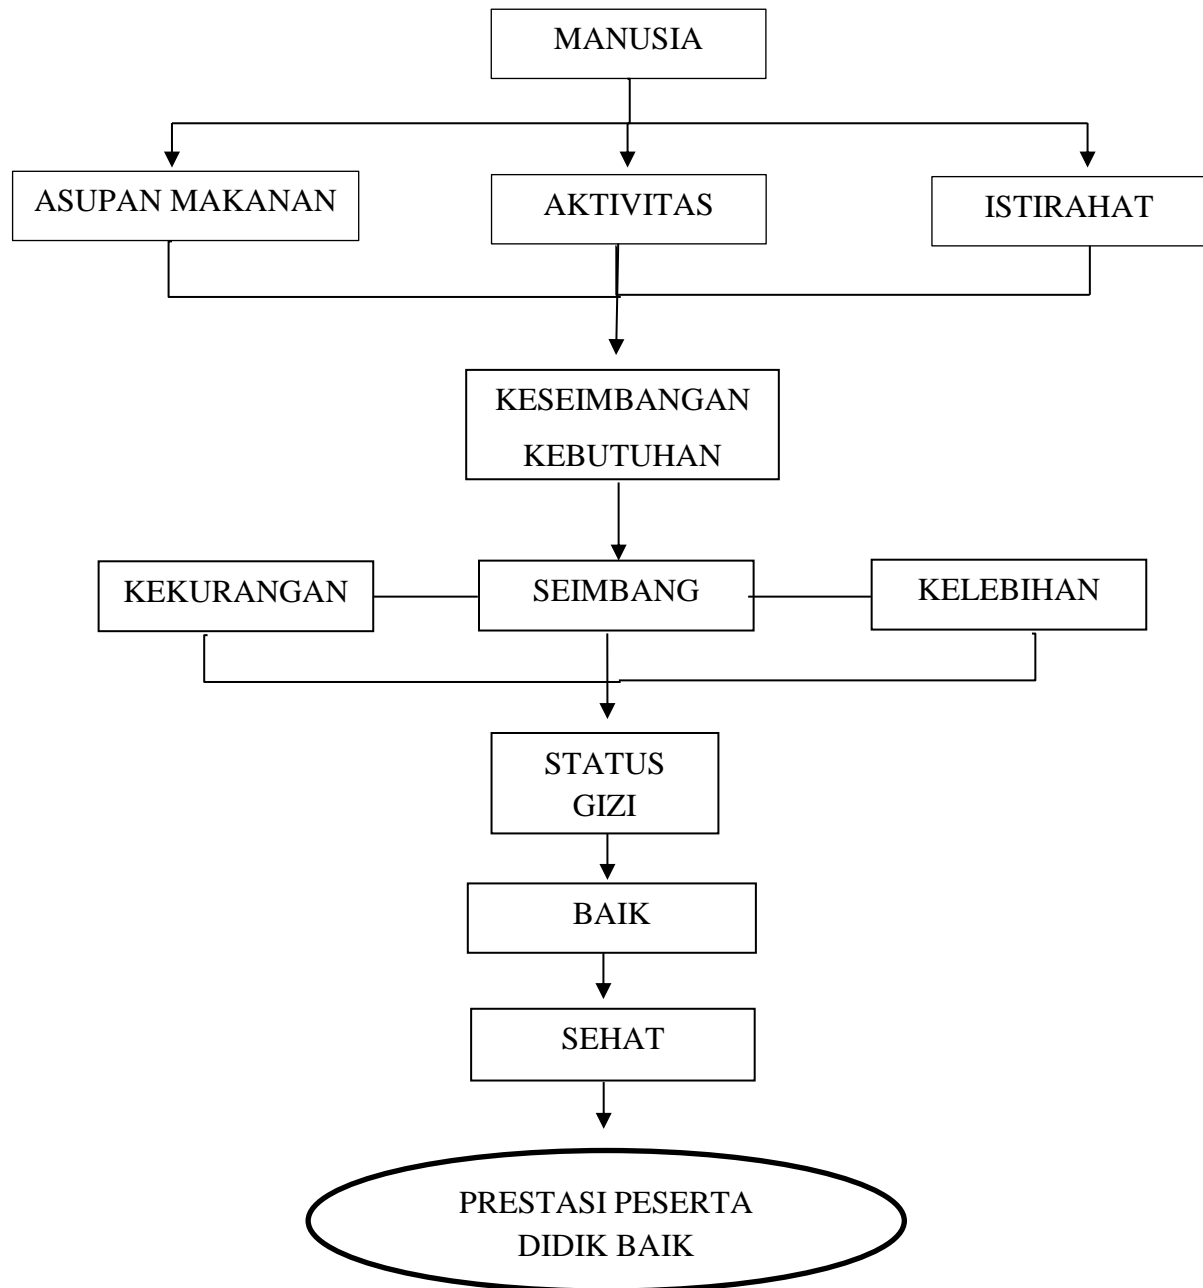 MANUSIA
ASUPAN MAKANAN
AKTIVITAS
ISTIRAHAT
KESEIMBANGAN
KEBUTUHAN
KEKURANGAN
SEIMBANG
KELEBIHAN
STATUS
GIZI
BAIK
SEHAT
PRESTASI PESERTA
DIDIK BAIK